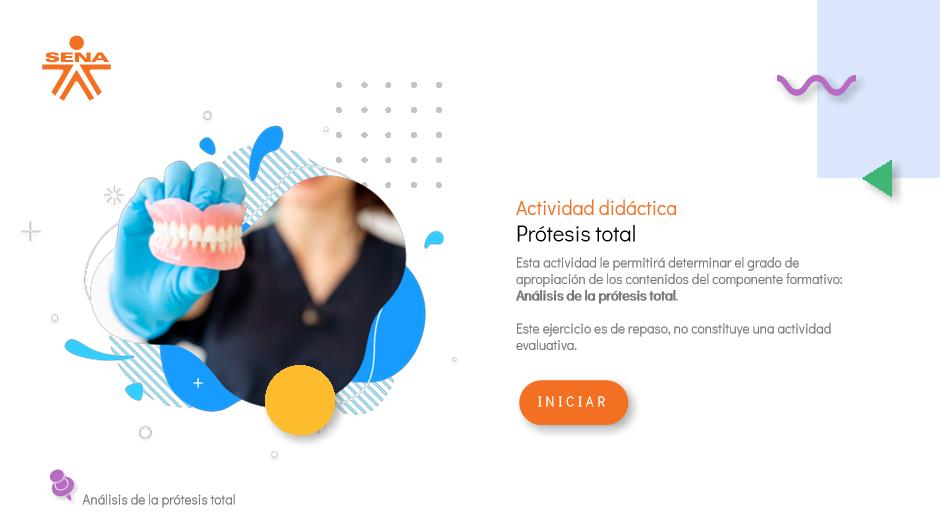 SENA
Actividad didáctica
Prótesis total
Esta actividad le permitirá determinar el grado de
apropiación de los contenidos del componente formativo:
Análisis de la prótesis total.
Este ejercicio es de repaso, no constituye una actividad
evaluativa.
INICIAR
Análisis de la prótesis total